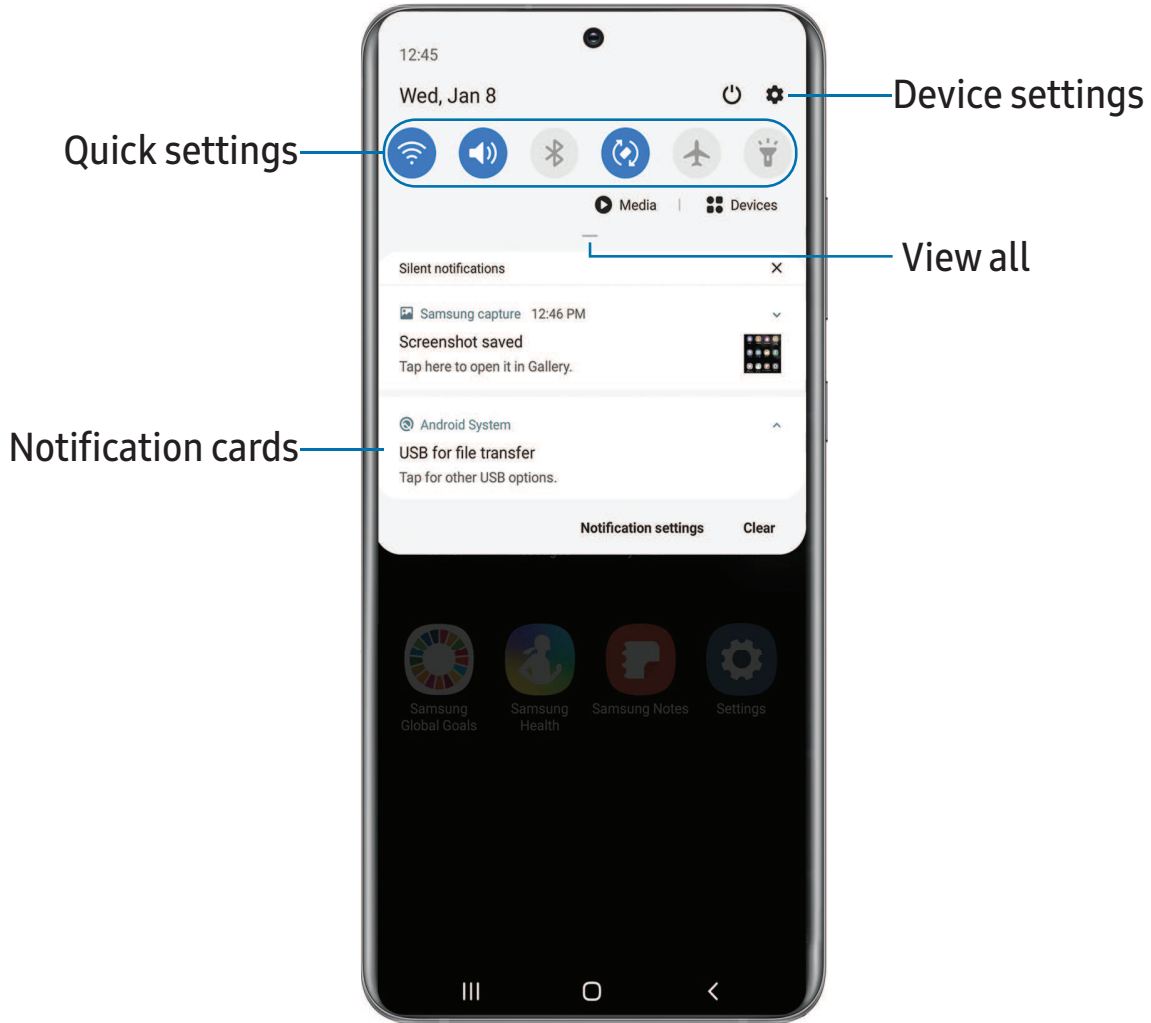 12:45
Wed, Jan 8
Device settings
Quick settings
Media | Devices
View all
Silent notifications
Samsung capture 12:46 PM
Screenshot saved
Tap here to open it in Gallery.
Android System
Notification cards
USB for file transfer
Tap for other USB options.
Notification settings Clear
Samsung Global Goals
Samsung Health
Samsung Notes
Settings